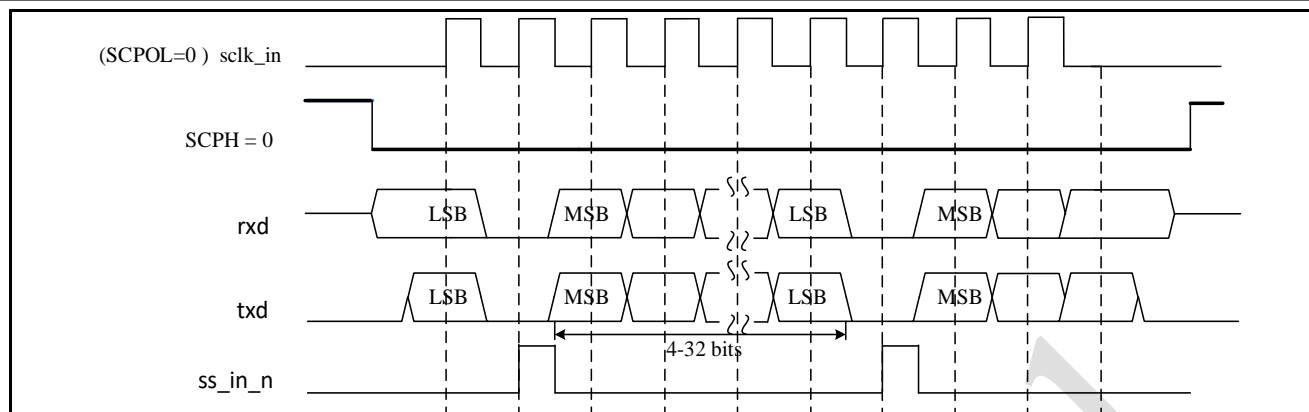 (SCPOL=0 ) sclk_in
SCPH = 0
rxd
LSB
MSB
LSB
MSB
txd
LSB
MSB
LSB
MSB
4-32 bits
ss_in_n